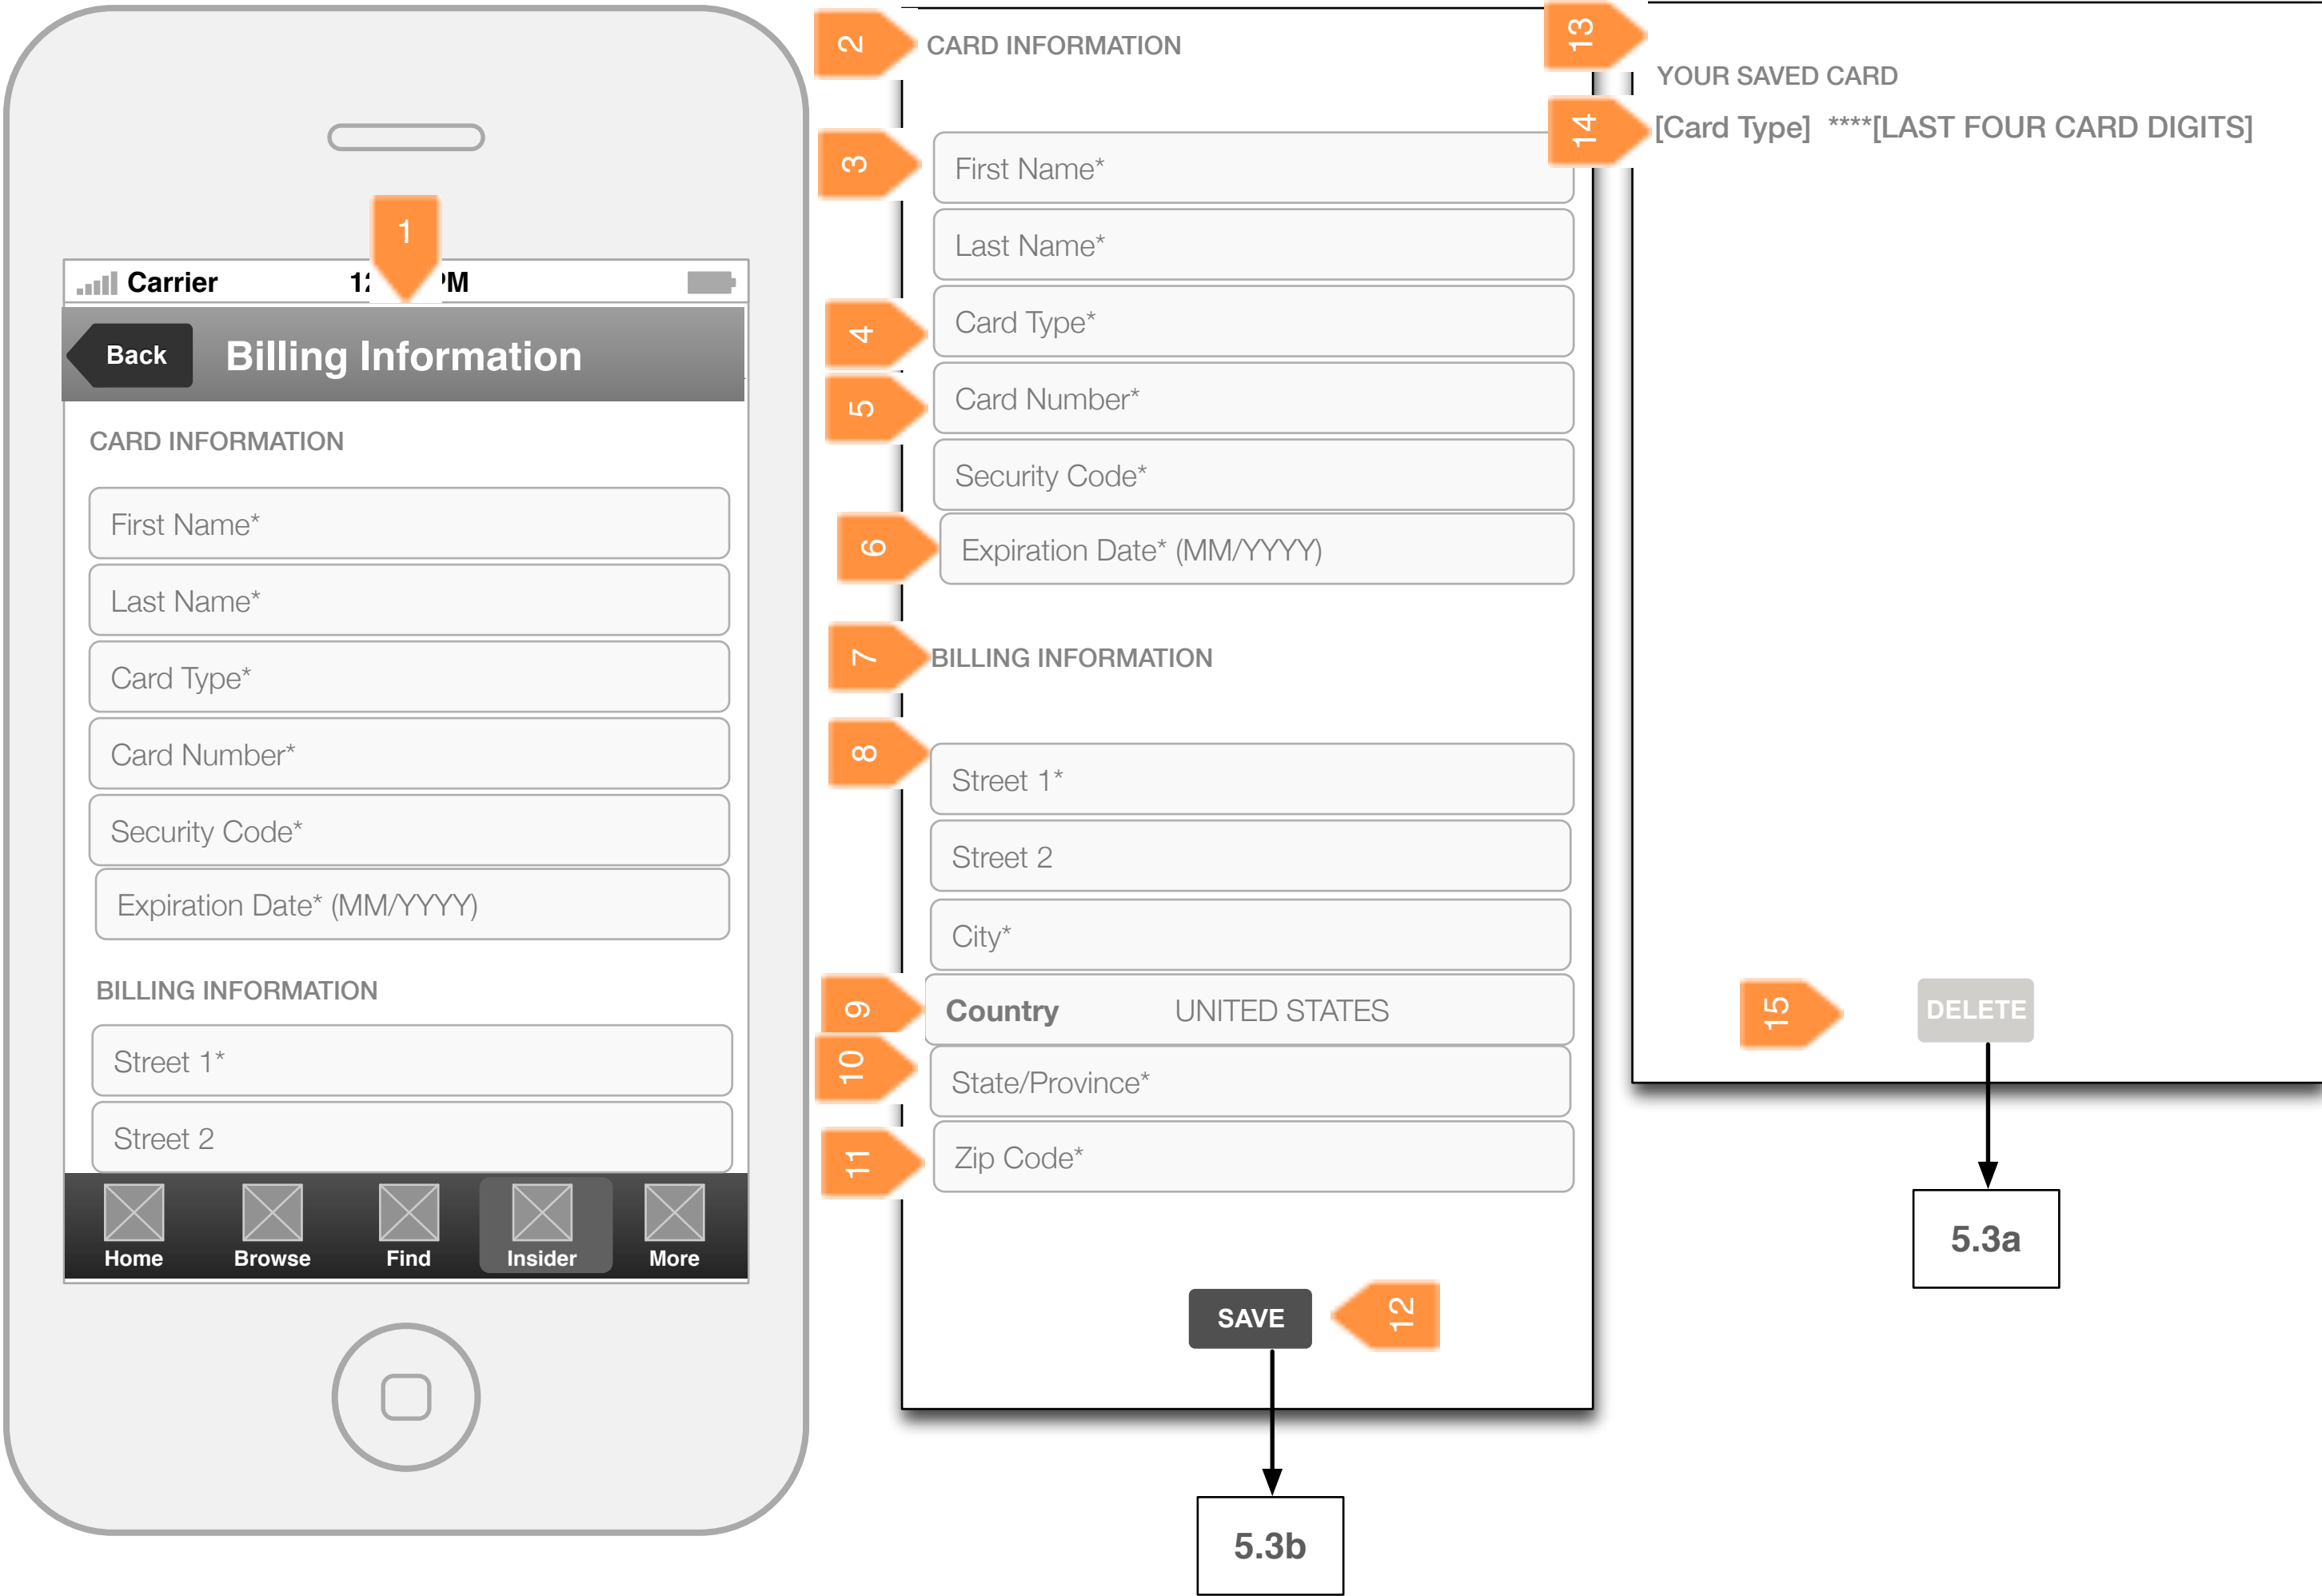 1
Carrier
Back
Billing Information
CARD INFORMATION
First Name*
Last Name*
Card Type*
Card Number*
Security Code*
Expiration Date* (MM/YYYY)
BILLING INFORMATION
Street 1*
Street 2
Home
Browse
Find
Insider
More
2
CARD INFORMATION
3
First Name*
Last Name*
4
Card Type*
5
Card Number*
Security Code*
6
Expiration Date* (MM/YYYY)
7
BILLING INFORMATION
8
Street 1*
Street 2
City*
9
Country UNITED STATES
10
State/Province*
11
Zip Code*
SAVE
12
5.3b
13
YOUR SAVED CARD
14
[Card Type] ****[LAST FOUR CARD DIGITS]
15
DELETE
5.3a